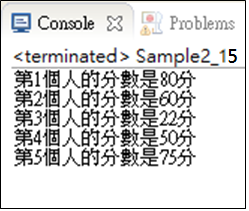 Console Problems
<terminated> Sample2_15
第1個人的分數是80分
第2個人的分數是60分
第3個人的分數是22分
第4個人的分數是50分
第5個人的分數是75分